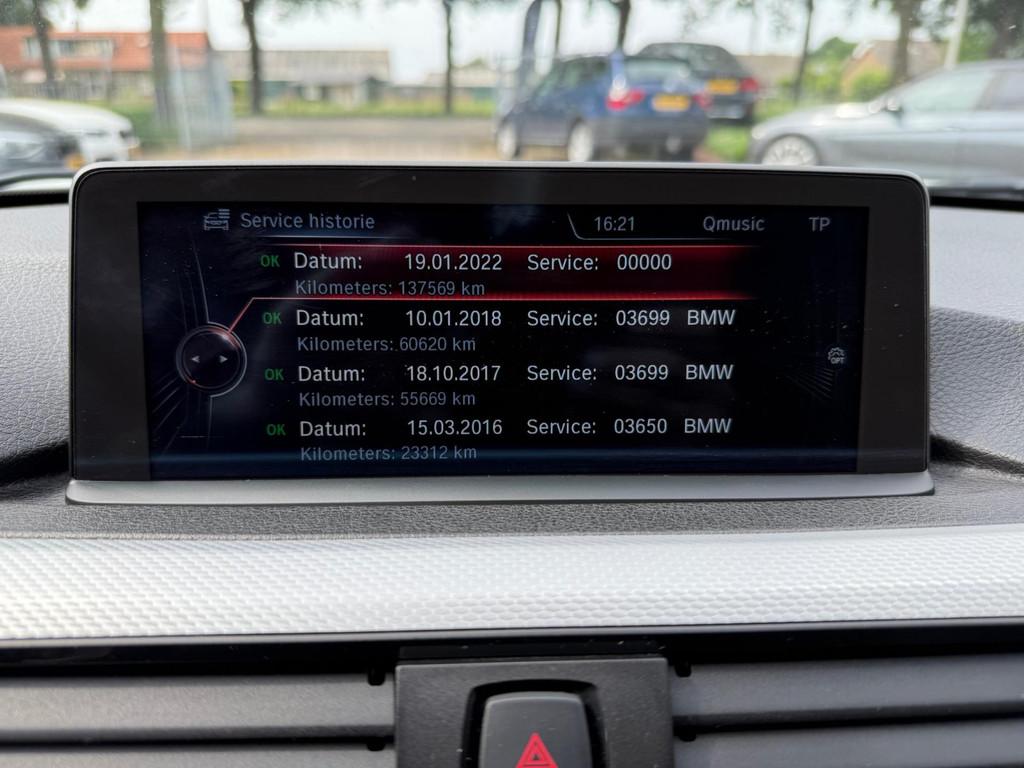 Service historie 16:21 Qmusic TP
OK Datum: 19.01.2022 Service: 00000
Kilometers: 137569 km
OK Datum: 10.01.2018 Service: 03699 BMW
Kilometers: 60620 km
OK Datum: 18.10.2017 Service: 03699 BMW
Kilometers: 55669 km
OPT
OK Datum: 15.03.2016 Service: 03650 BMW
Kilometers: 23312 km